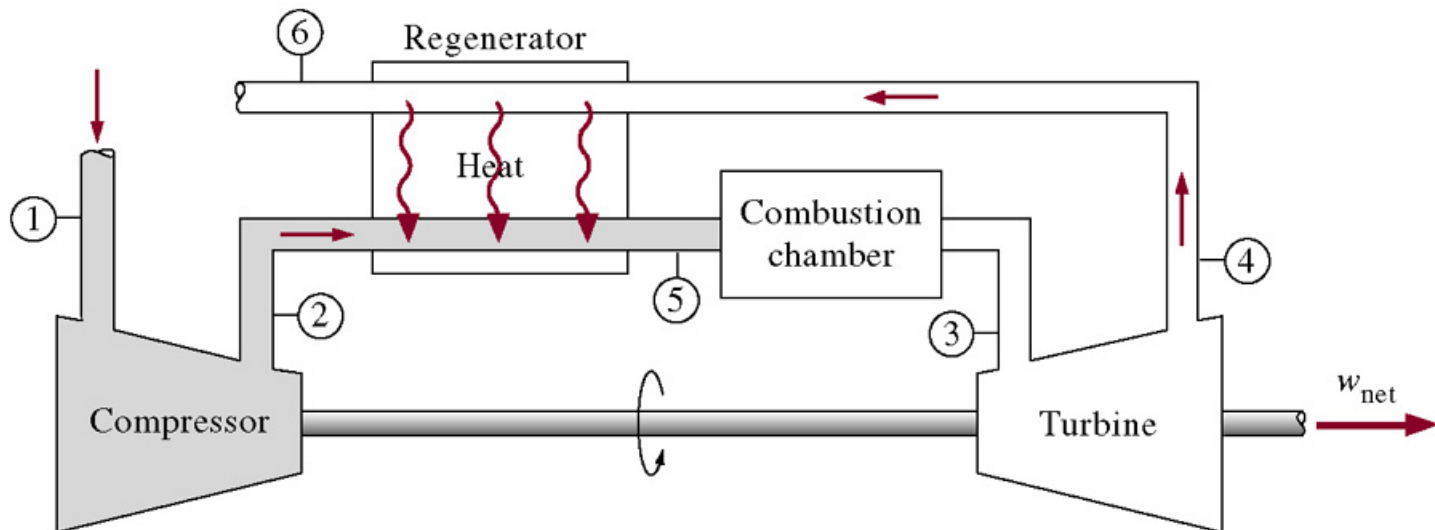 6
Regenerator
1
Heat
Combustion
chamber
4
2
5
3
Compressor
Turbine
wnet